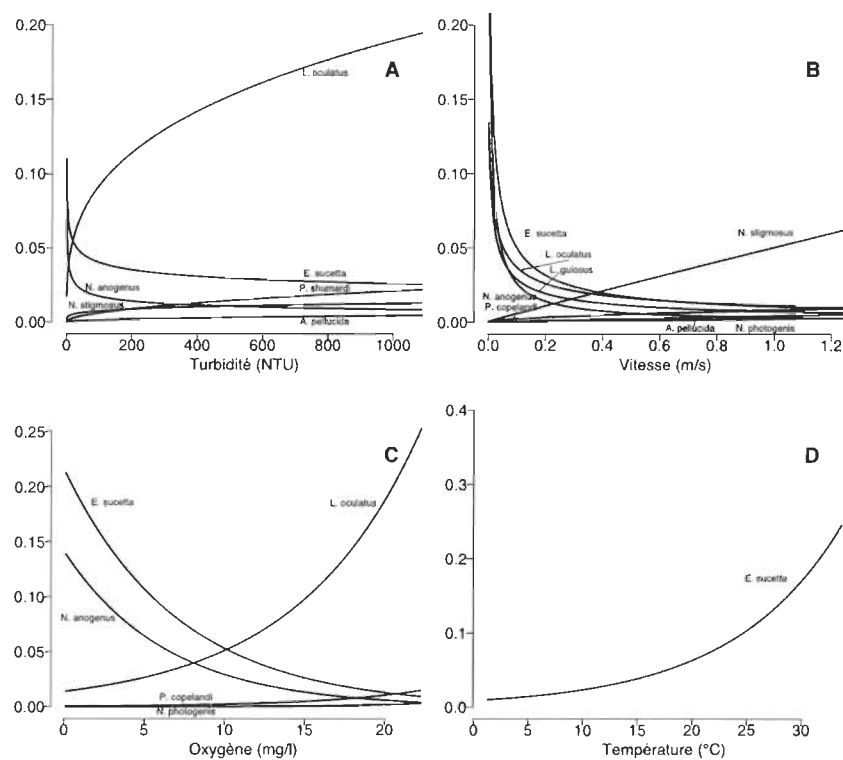 A
0.20
0.15
0.10
0.05
0.00
L. oculatus
E. sucetta
N. anogenus
P. shumardi
N. stigmosus
A. pellucida
0 200 400 600 800 1000
Turbidité (NTU)
B
0.20
0.15
0.10
0.05
0.00
E. sucetta
N. stigmosus
L. oculatus
L. gulosus
N. anogenus
P. copelandi
A. pellucida N. photogenis
0.0 0.2 0.4 0.6 0.8 1.0 1.2
Vitesse (m/s)
C
0.25
0.20
0.15
0.10
0.05
0.00
E. sucetta
L. oculatus
N. anogenus
P. copelandi
N. photogenis
0 5 10 15 20
Oxygène (mg/l)
D
0.4
0.3
0.2
0.1
0.0
E. sucetta
0 5 10 15 20 25 30
Température (°C)